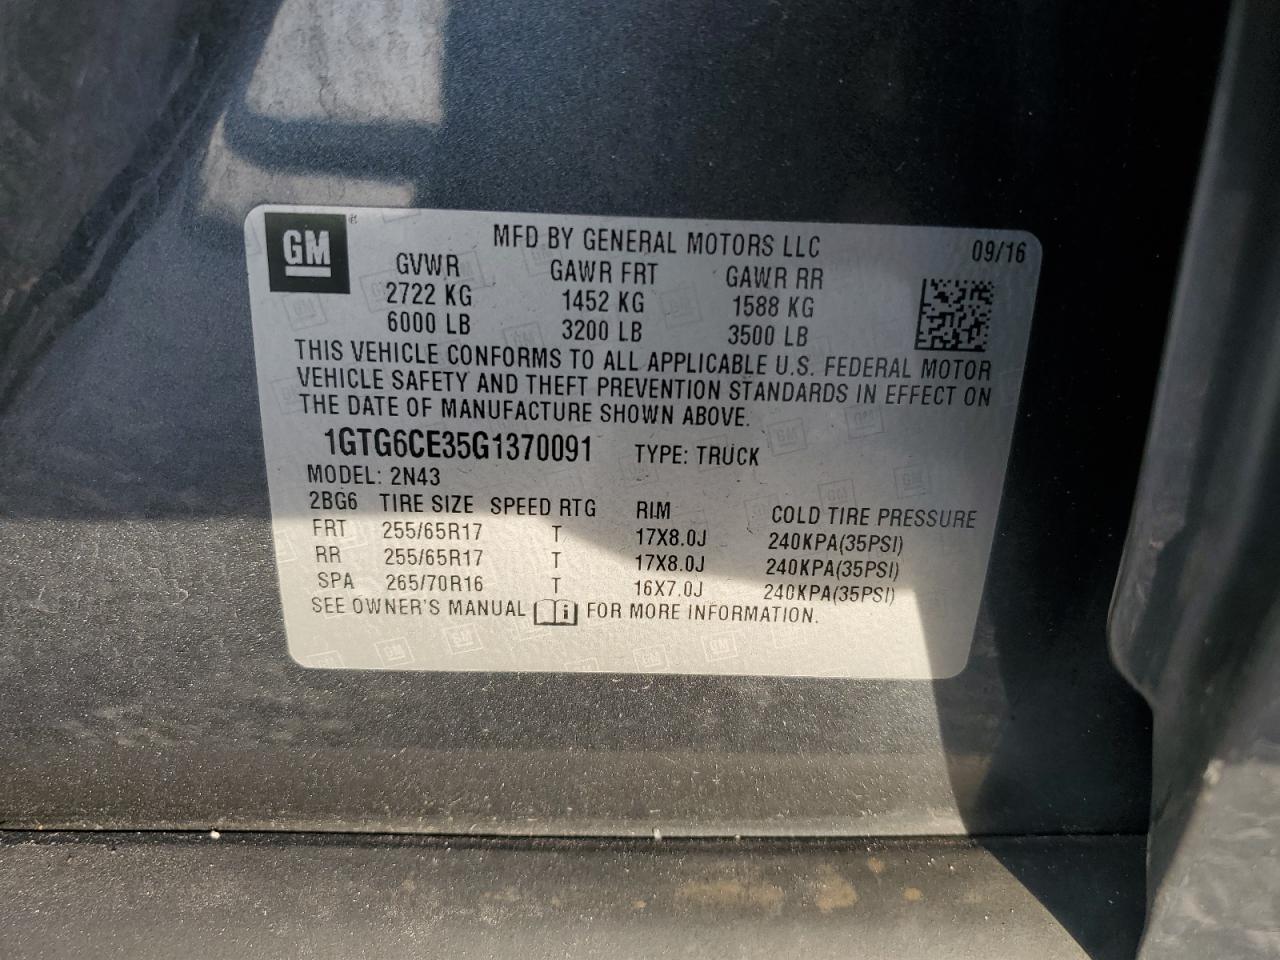 GM ® MFD BY GENERAL MOTORS LLC 09/16
GVWR GAWR FRT GAWR RR
2722 KG 1452 KG 1588 KG
6000 LB 3200 LB 3500 LB
THIS VEHICLE CONFORMS TO ALL APPLICABLE U.S. FEDERAL MOTOR
VEHICLE SAFETY AND THEFT PREVENTION STANDARDS IN EFFECT ON
THE DATE OF MANUFACTURE SHOWN ABOVE.
1GTG6CE35G1370091 TYPE: TRUCK
MODEL: 2N43
2BG6 TIRE SIZE SPEED RTG RIM COLD TIRE PRESSURE
FRT 255/65R17 T 17X8.0J 240KPA(35PSI)
RR 255/65R17 T 17X8.0J 240KPA(35PSI)
SPA 265/70R16 T 16X7.0J 240KPA(35PSI)
SEE OWNER'S MANUAL i FOR MORE INFORMATION.